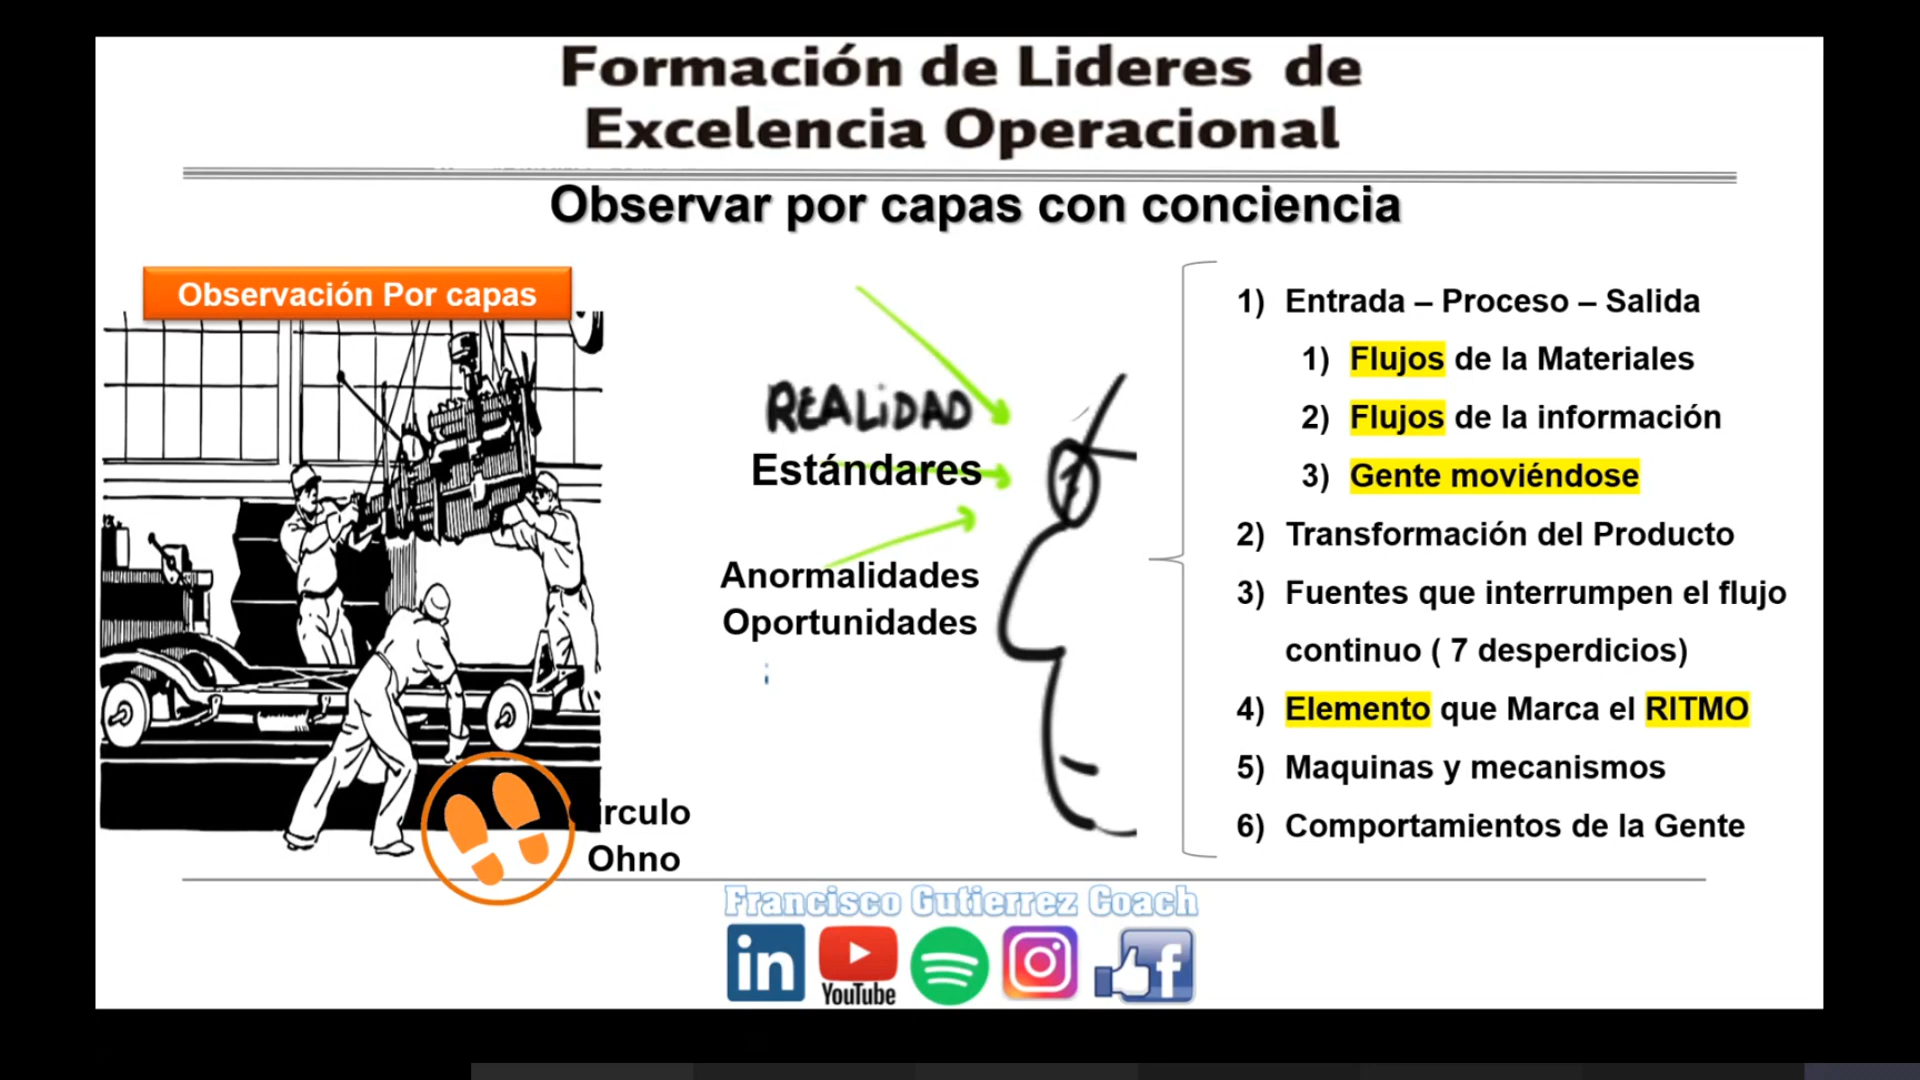 Formación de Lideres de
Excelencia Operacional
Observar por capas con conciencia
Observación Por capas
REALiDAD
Estándares
Anormalidades
Oportunidades
irculo
Ohno
1) Entrada – Proceso – Salida
1) Flujos de la Materiales
2) Flujos de la información
3) Gente moviéndose
2) Transformación del Producto
3) Fuentes que interrumpen el flujo
continuo ( 7 desperdicios)
4) Elemento que Marca el RITMO
5) Maquinas y mecanismos
6) Comportamientos de la Gente
Francisco Gutierrez Coach
in
YouTube
f